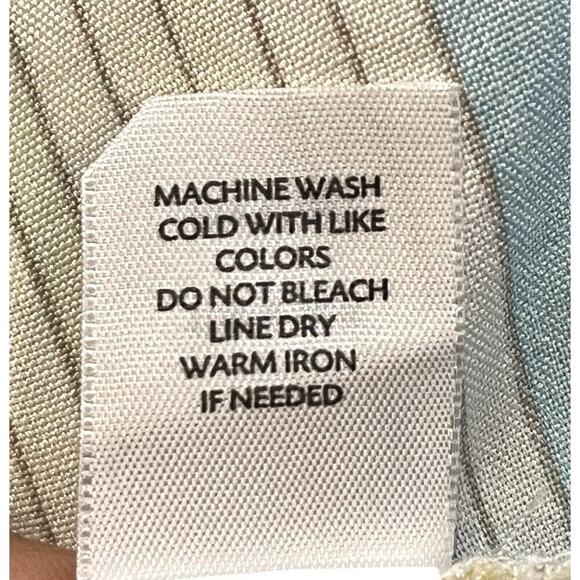 MACHINE WASH
COLD WITH LIKE
COLORS
DO NOT BLEACH
LINE DRY
WARM IRON
IF NEEDED